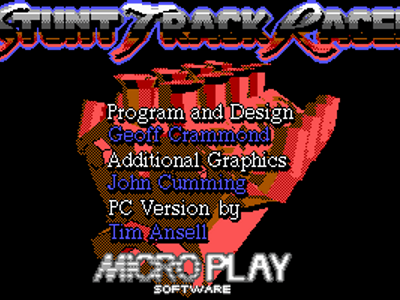 STUNT TRACK RACER
Program and Design
Geoff Crammond
Additional Graphics
John Cumming
PC Version by
Tim Ansell
MICROPLAY
SOFTWARE